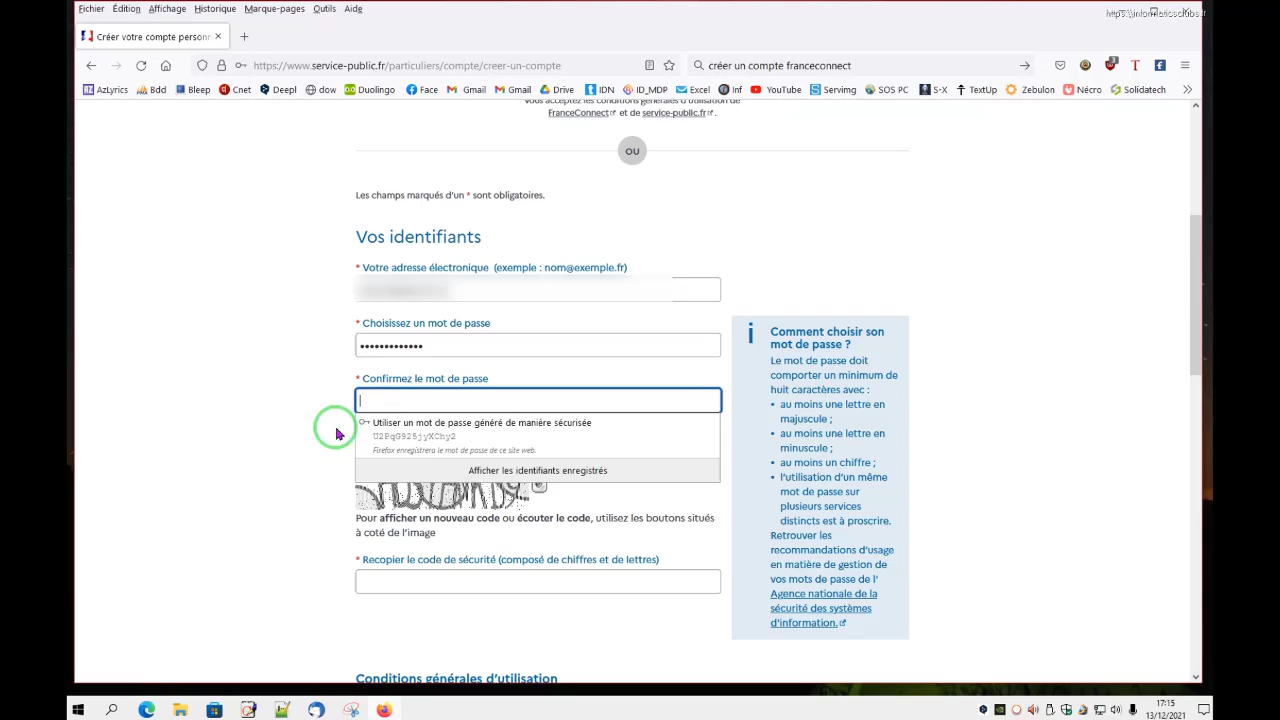 Fichier Édition Affichage Historique Marque-pages Outils Aide
Créer votre compte personn
https://www.service-public.fr/particuliers/compte/creer-un-compte
créer un compte franceconnect
AzLyrics Bdd Bleep Cnet Deepl dow Duolingo Face Gmail Gmail Drive IDN ID_MDP Excel Inf YouTube Servimg SOS PC S-X TextUp Zebulon Nécro Solidatech
Vous acceptez les conditions générales d'utilisation de
FranceConnect et de service-public.fr.
OU
Les champs marqués d'un * sont obligatoires.
Vos identifiants
* Votre adresse électronique (exemple : nom@exemple.fr)
* Choisissez un mot de passe
•••••••••••••
* Confirmez le mot de passe
Utiliser un mot de passe généré de manière sécurisée
U2PqG925jyXChy2
Firefox enregistrera le mot de passe de ce site web.
Afficher les identifiants enregistrés
Pour afficher un nouveau code ou écouter le code, utilisez les boutons situés
à coté de l'image
* Recopier le code de sécurité (composé de chiffres et de lettres)
Conditions générales d'utilisation
i
Comment choisir son
mot de passe ?
Le mot de passe doit
comporter un minimum de
huit caractères avec :
• au moins une lettre en
majuscule ;
• au moins une lettre en
minuscule ;
• au moins un chiffre ;
• l'utilisation d'un même
mot de passe sur
plusieurs services
distincts est à proscrire.
Retrouver les
recommandations d'usage
en matière de gestion de
vos mots de passe de l'
Agence nationale de la
sécurité des systèmes
d'information.
17:15
13/12/2021